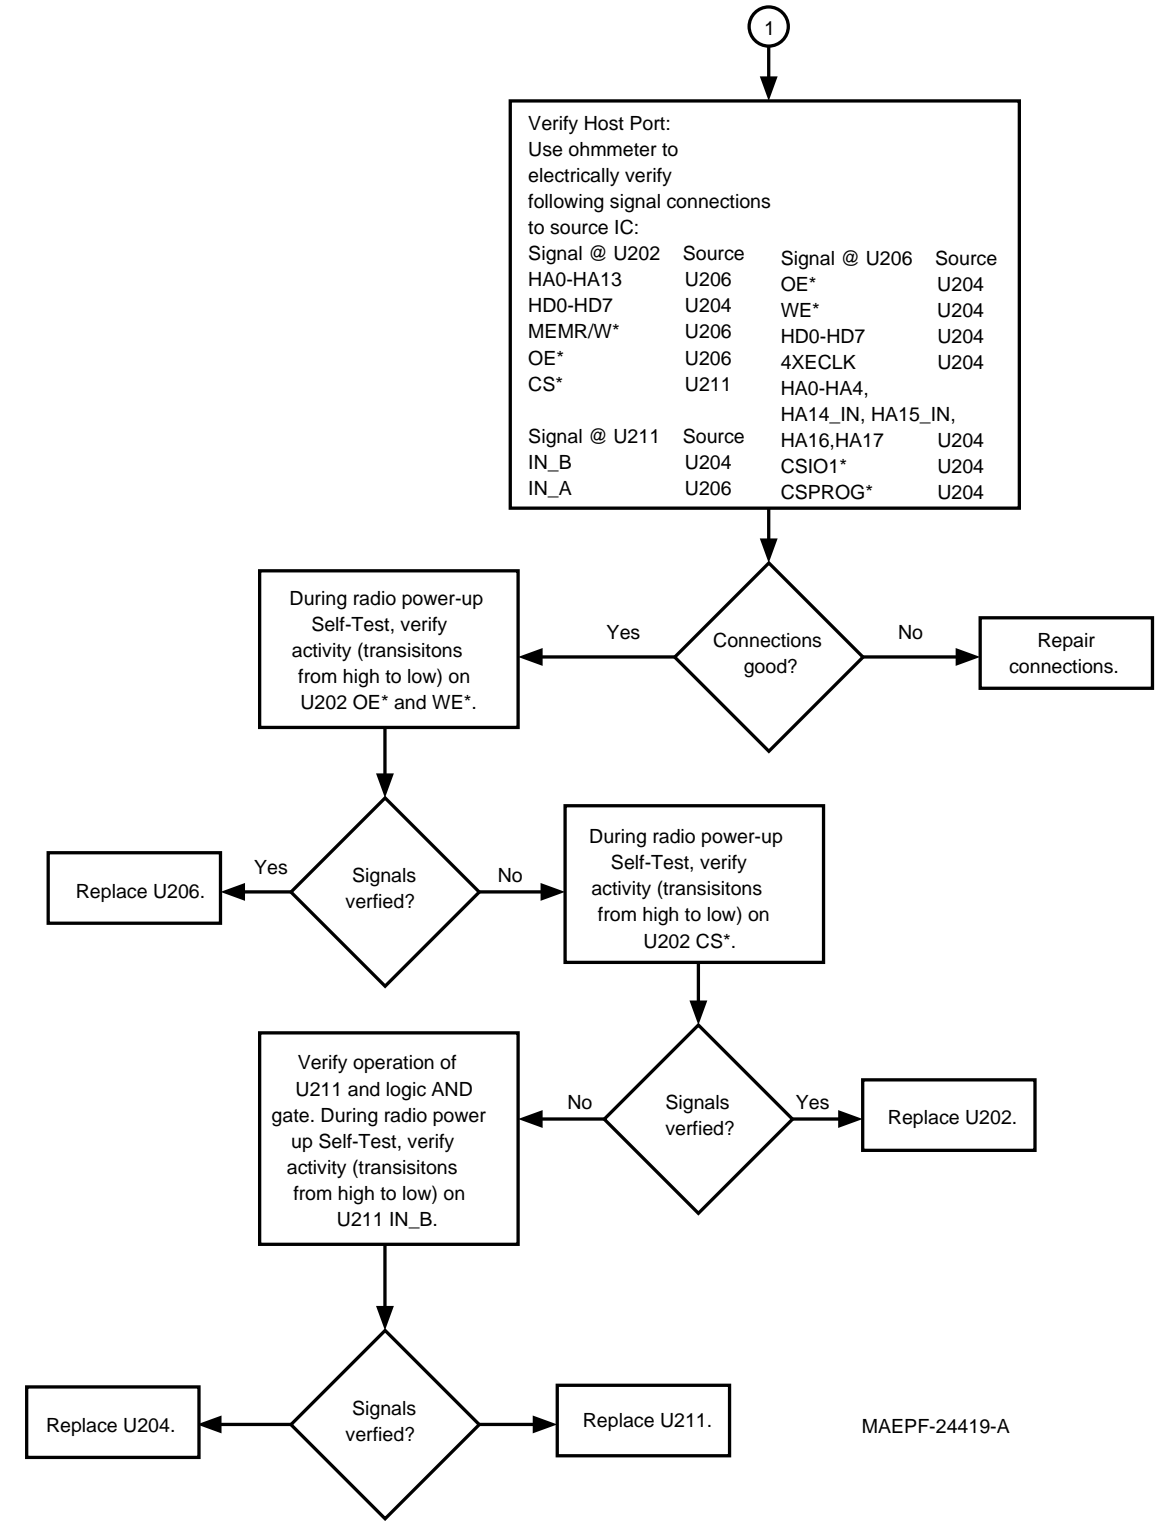 1
Verify Host Port:
Use ohmmeter to
electrically verify
following signal connections
to source IC:
Signal @ U202 Source
HA0-HA13 U206
HD0-HD7 U204
MEMR/W* U206
OE* U206
CS* U211
Signal @ U211 Source
IN_B U204
IN_A U206
Signal @ U206 Source
OE* U204
WE* U204
HD0-HD7 U204
4XECLK U204
HA0-HA4,
HA14_IN, HA15_IN,
HA16,HA17 U204
CSIO1* U204
CSPROG* U204
Connections
good?
Yes
No
Repair
connections.
During radio power-up
Self-Test, verify
activity (transisitons
from high to low) on
U202 OE* and WE*.
Signals
verfied?
Yes
No
Replace U206.
During radio power-up
Self-Test, verify
activity (transisitons
from high to low) on
U202 CS*.
Signals
verfied?
No
Yes
Replace U202.
Verify operation of
U211 and logic AND
gate. During radio power
up Self-Test, verify
activity (transisitons
from high to low) on
U211 IN_B.
Signals
verfied?
Replace U204.
Replace U211.
MAEPF-24419-A